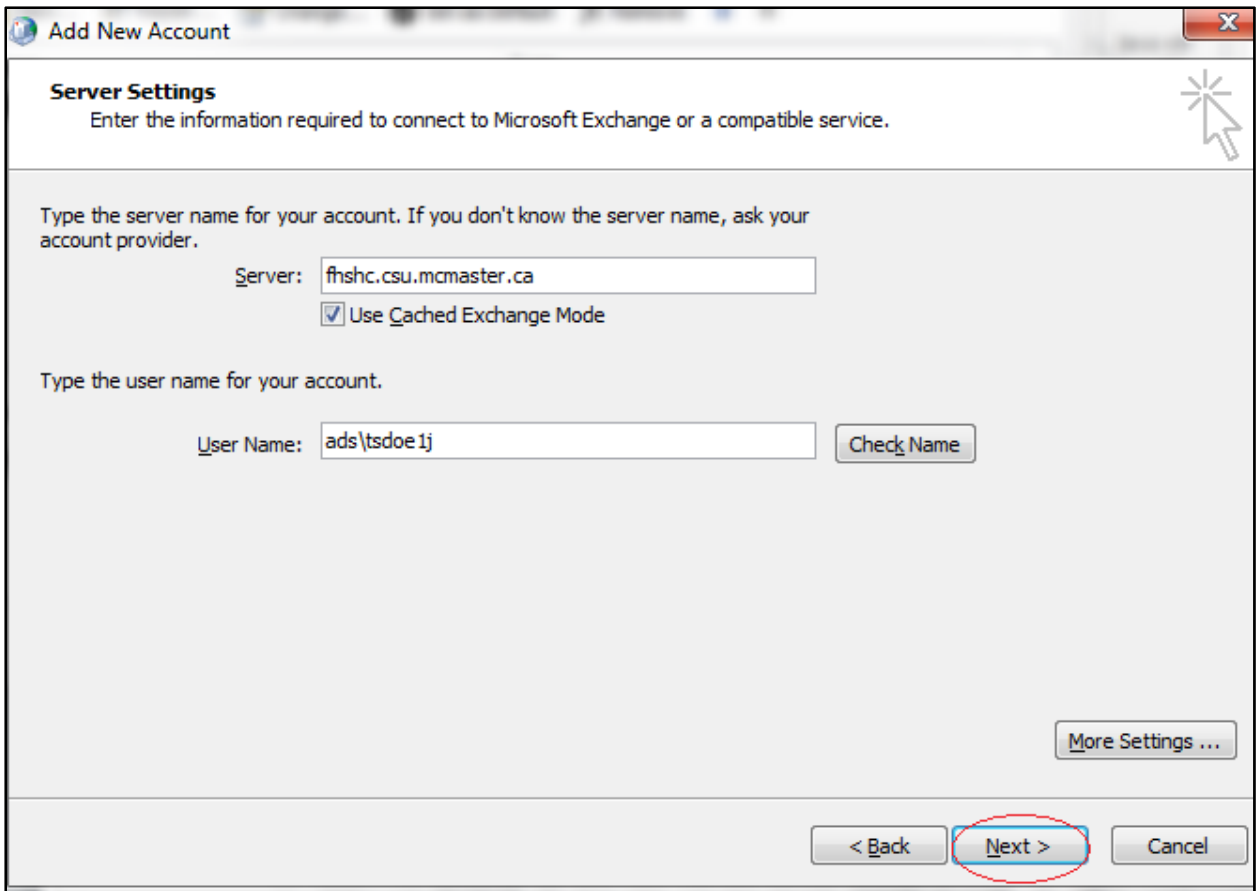 Add New Account
Server Settings
Enter the information required to connect to Microsoft Exchange or a compatible service.
Type the server name for your account. If you don't know the server name, ask your
account provider.
Server: fhshc.csu.mcmaster.ca
Use Cached Exchange Mode
Type the user name for your account.
User Name: ads\tsdoe1j Check Name
More Settings ...
< Back Next > Cancel